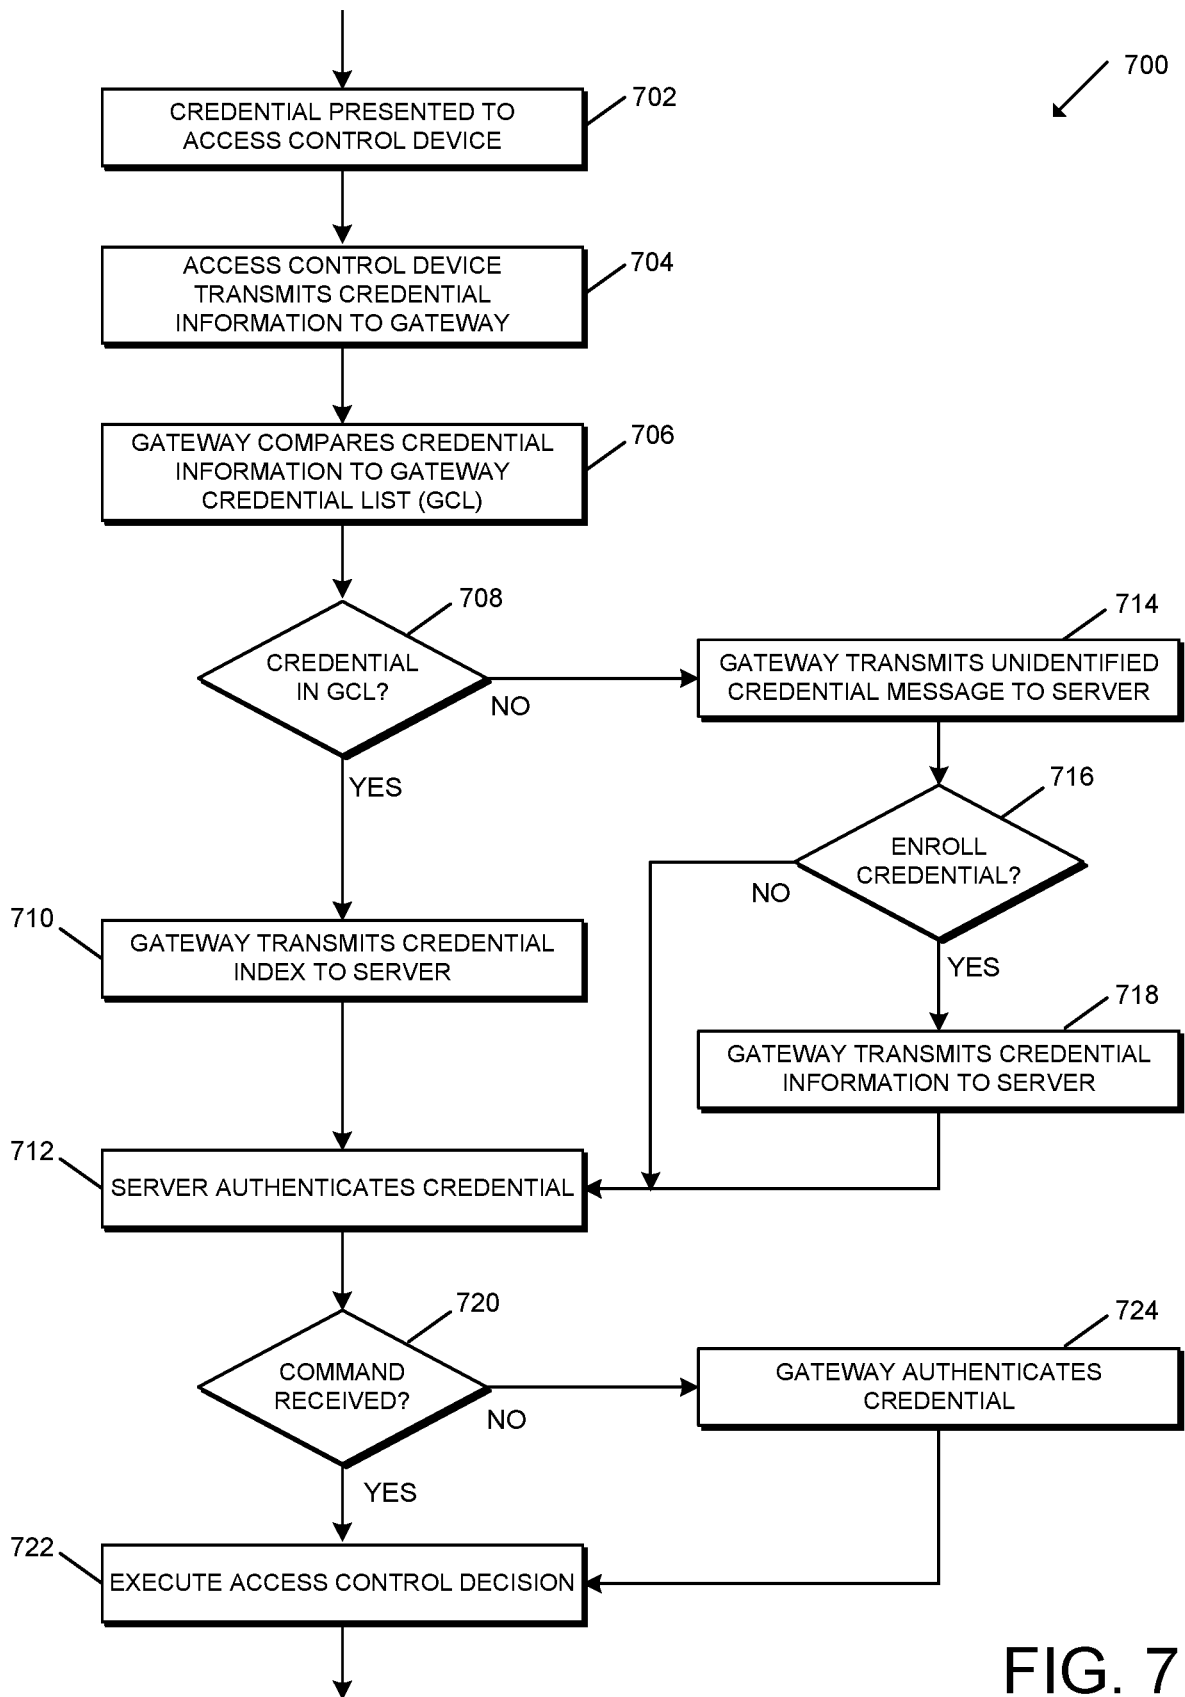 700
702
CREDENTIAL PRESENTED TO
ACCESS CONTROL DEVICE
704
ACCESS CONTROL DEVICE
TRANSMITS CREDENTIAL
INFORMATION TO GATEWAY
706
GATEWAY COMPARES CREDENTIAL
INFORMATION TO GATEWAY
CREDENTIAL LIST (GCL)
708
CREDENTIAL
IN GCL?
NO
YES
714
GATEWAY TRANSMITS UNIDENTIFIED
CREDENTIAL MESSAGE TO SERVER
716
ENROLL
CREDENTIAL?
NO
YES
710
GATEWAY TRANSMITS CREDENTIAL
INDEX TO SERVER
718
GATEWAY TRANSMITS CREDENTIAL
INFORMATION TO SERVER
712
SERVER AUTHENTICATES CREDENTIAL
720
COMMAND
RECEIVED?
NO
YES
724
GATEWAY AUTHENTICATES
CREDENTIAL
722
EXECUTE ACCESS CONTROL DECISION
FIG. 7